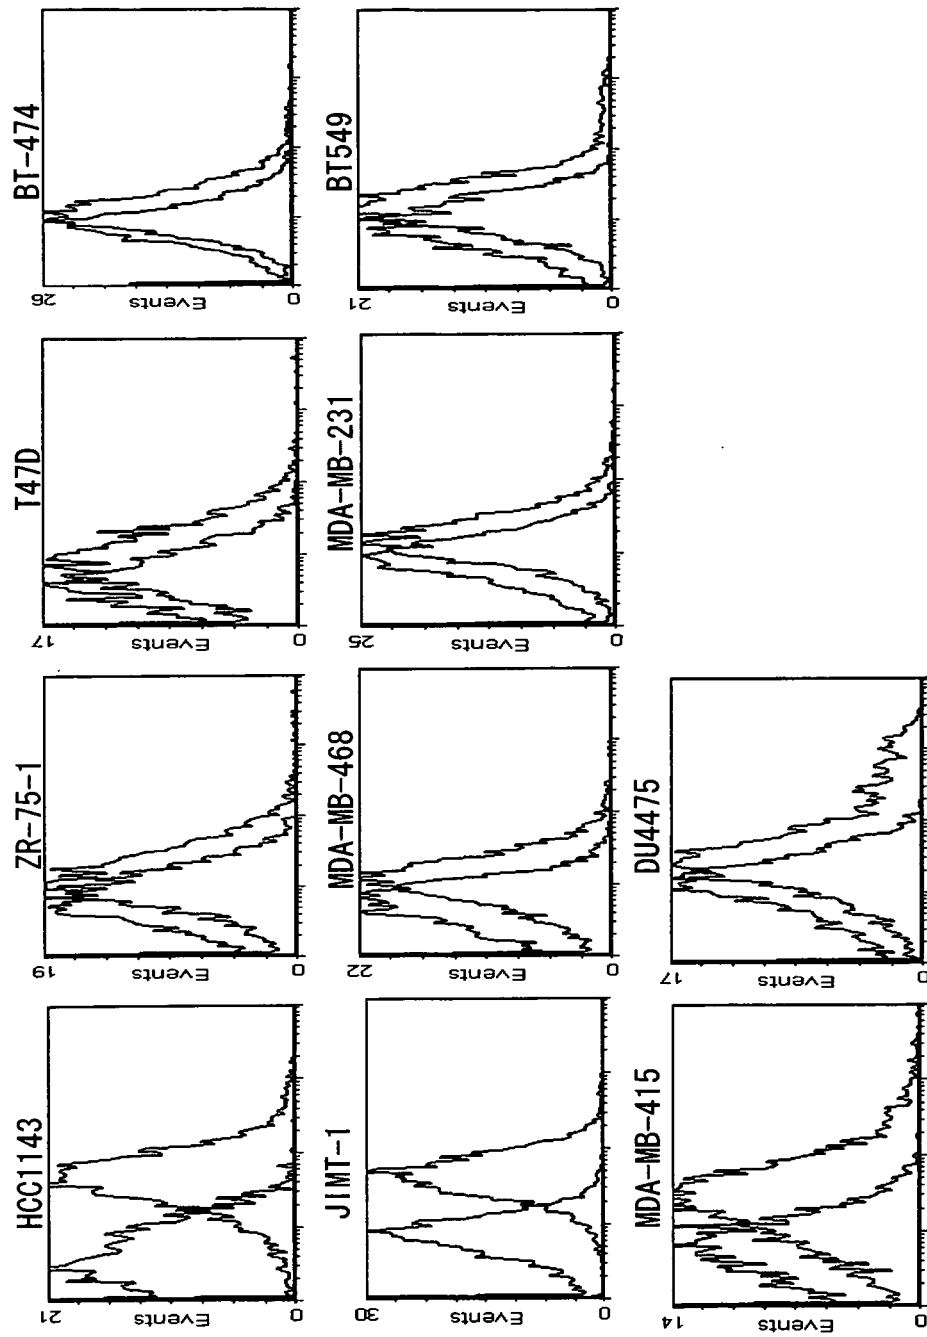 HCC1143
21
Events
0
ZR-75-1
19
Events
0
T47D
17
Events
0
BT-474
26
Events
0
JIMT-1
30
Events
0
MDA-MB-468
22
Events
0
MDA-MB-231
25
Events
0
BT549
21
Events
0
MDA-MB-415
14
Events
0
DU4475
17
Events
0